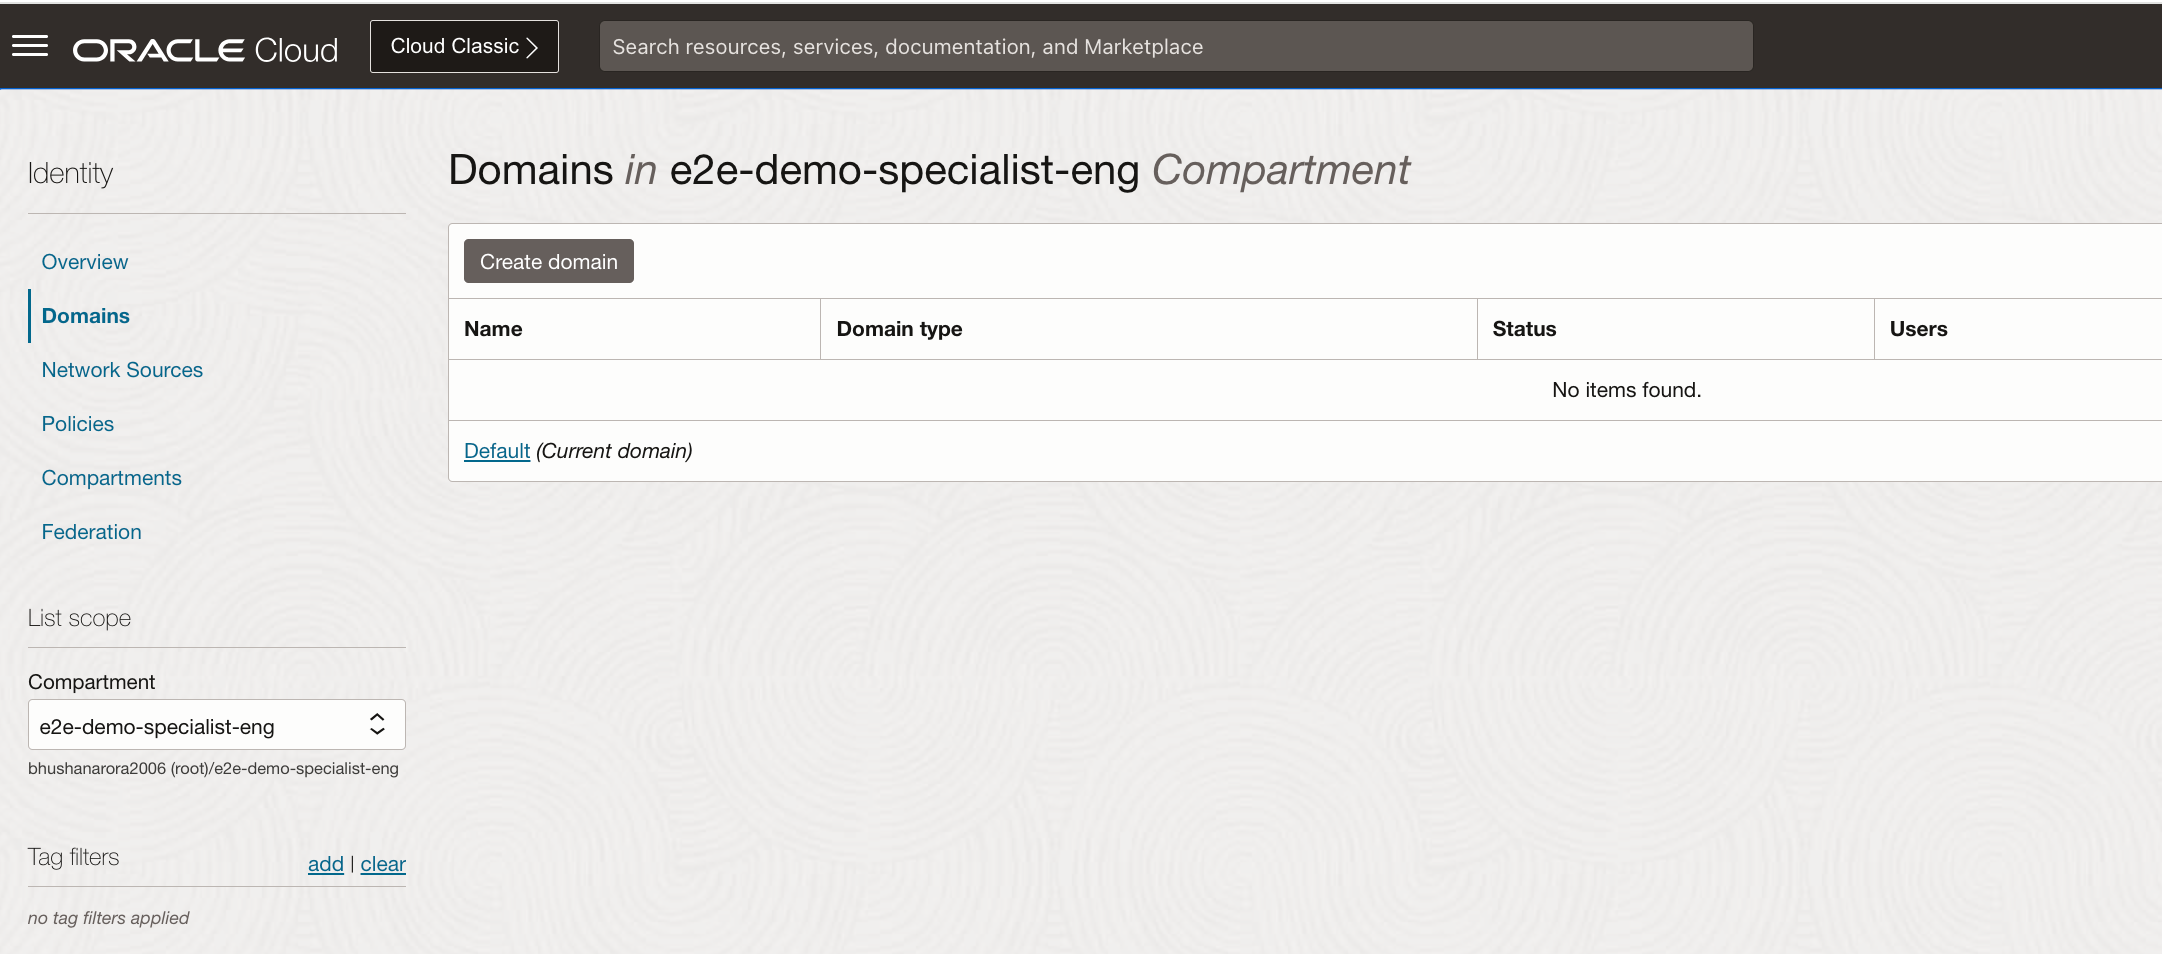 ORACLE Cloud
Cloud Classic
Search resources, services, documentation, and Marketplace
Identity
Overview
Domains
Network Sources
Policies
Compartments
Federation
List scope
Compartment
e2e-demo-specialist-eng
bhushanarora2006 (root)/e2e-demo-specialist-eng
Tag filters add | clear
no tag filters applied
Domains in e2e-demo-specialist-eng Compartment
Create domain
Name Domain type Status Users
No items found.
Default (Current domain)